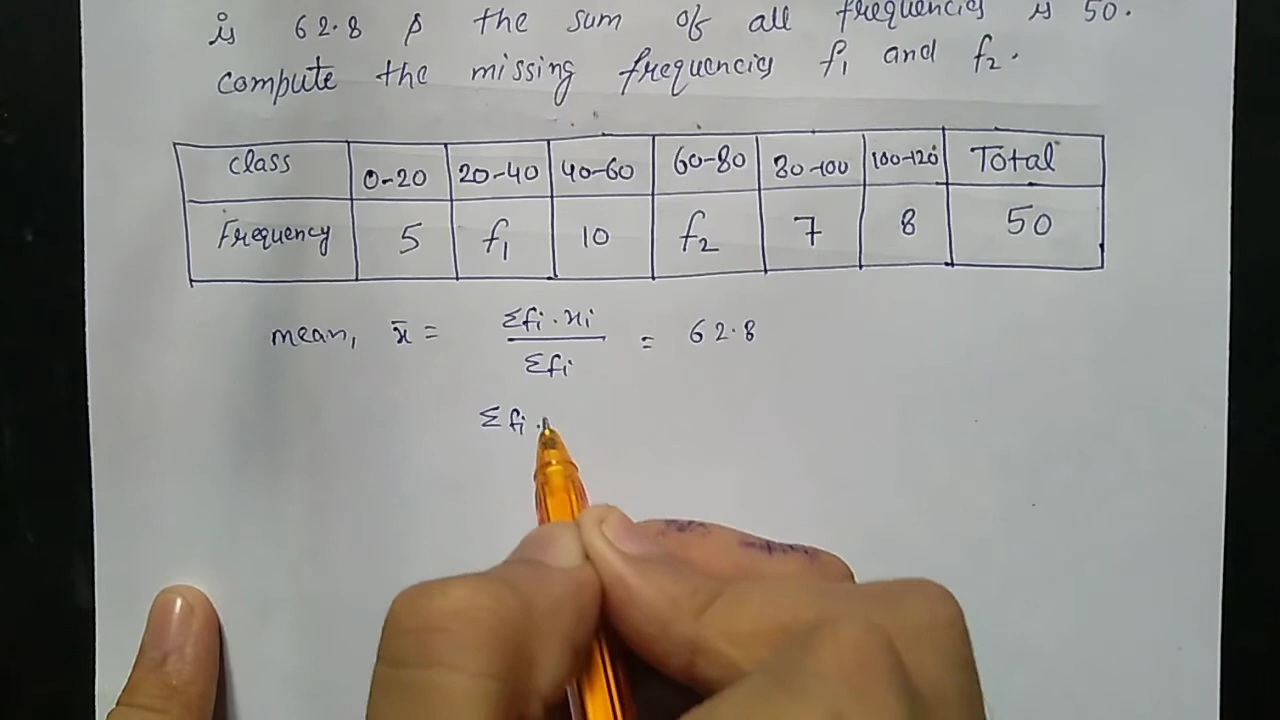 is 62.8 & the sum of all frequencies is 50.
compute the missing frequencies f₁ and f₂.
Class 0-20 20-40 40-60 60-80 80-100 100-120 Total
Frequency 5 f₁ 10 f₂ 7 8 50
mean, x̄ = Σfi·xi / Σfi = 62.8
Σfi ·